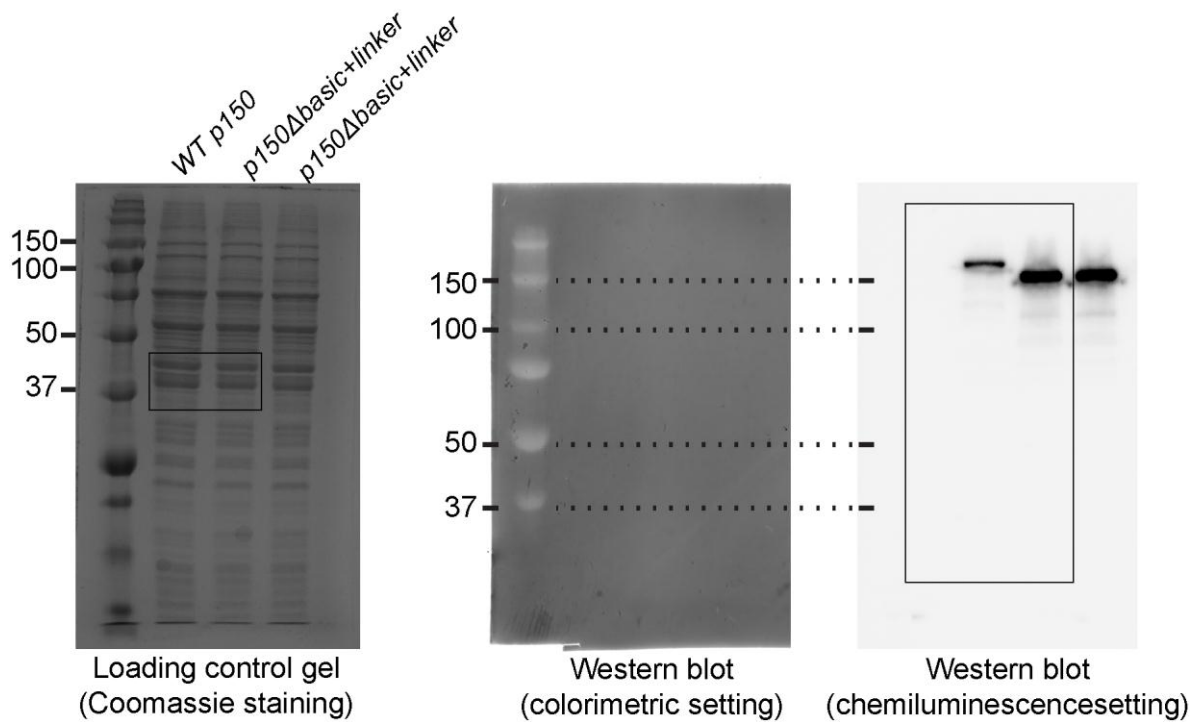 WT p150
p150Δbasic+linker
p150Δbasic+linker
150
100
50
37
150
100
50
37
Loading control gel
(Coomassie staining)
Western blot
(colorimetric setting)
Western blot
(chemiluminescencesetting)